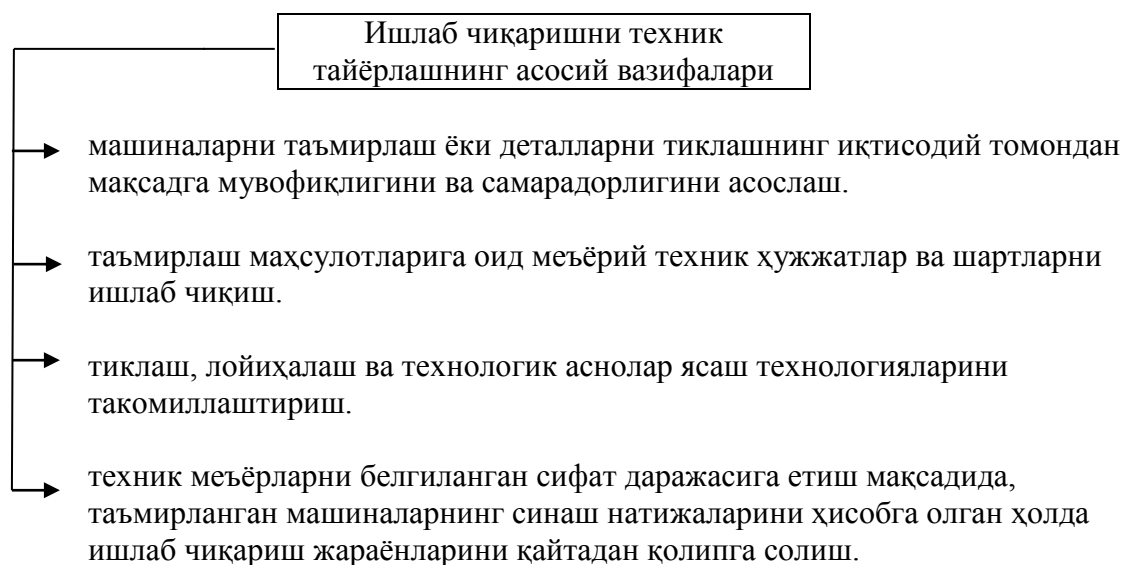 Ишлаб чиқаришни техник
тайёрлашнинг асосий вазифалари
машиналарни таъмирлаш ёки деталларни тиклашнинг иқтисодий томондан
мақсадга мувофиқлигини ва самарадорлигини асослаш.
таъмирлаш маҳсулотларига оид меъёрий техник ҳужжатлар ва шартларни
ишлаб чиқиш.
тиклаш, лойиҳалаш ва технологик аснолар ясаш технологияларини
такомиллаштириш.
техник меъёрларни белгиланган сифат даражасига етиш мақсадида,
таъмирланган машиналарнинг синаш натижаларини ҳисобга олган ҳолда
ишлаб чиқариш жараёнларини қайтадан қолипга солиш.